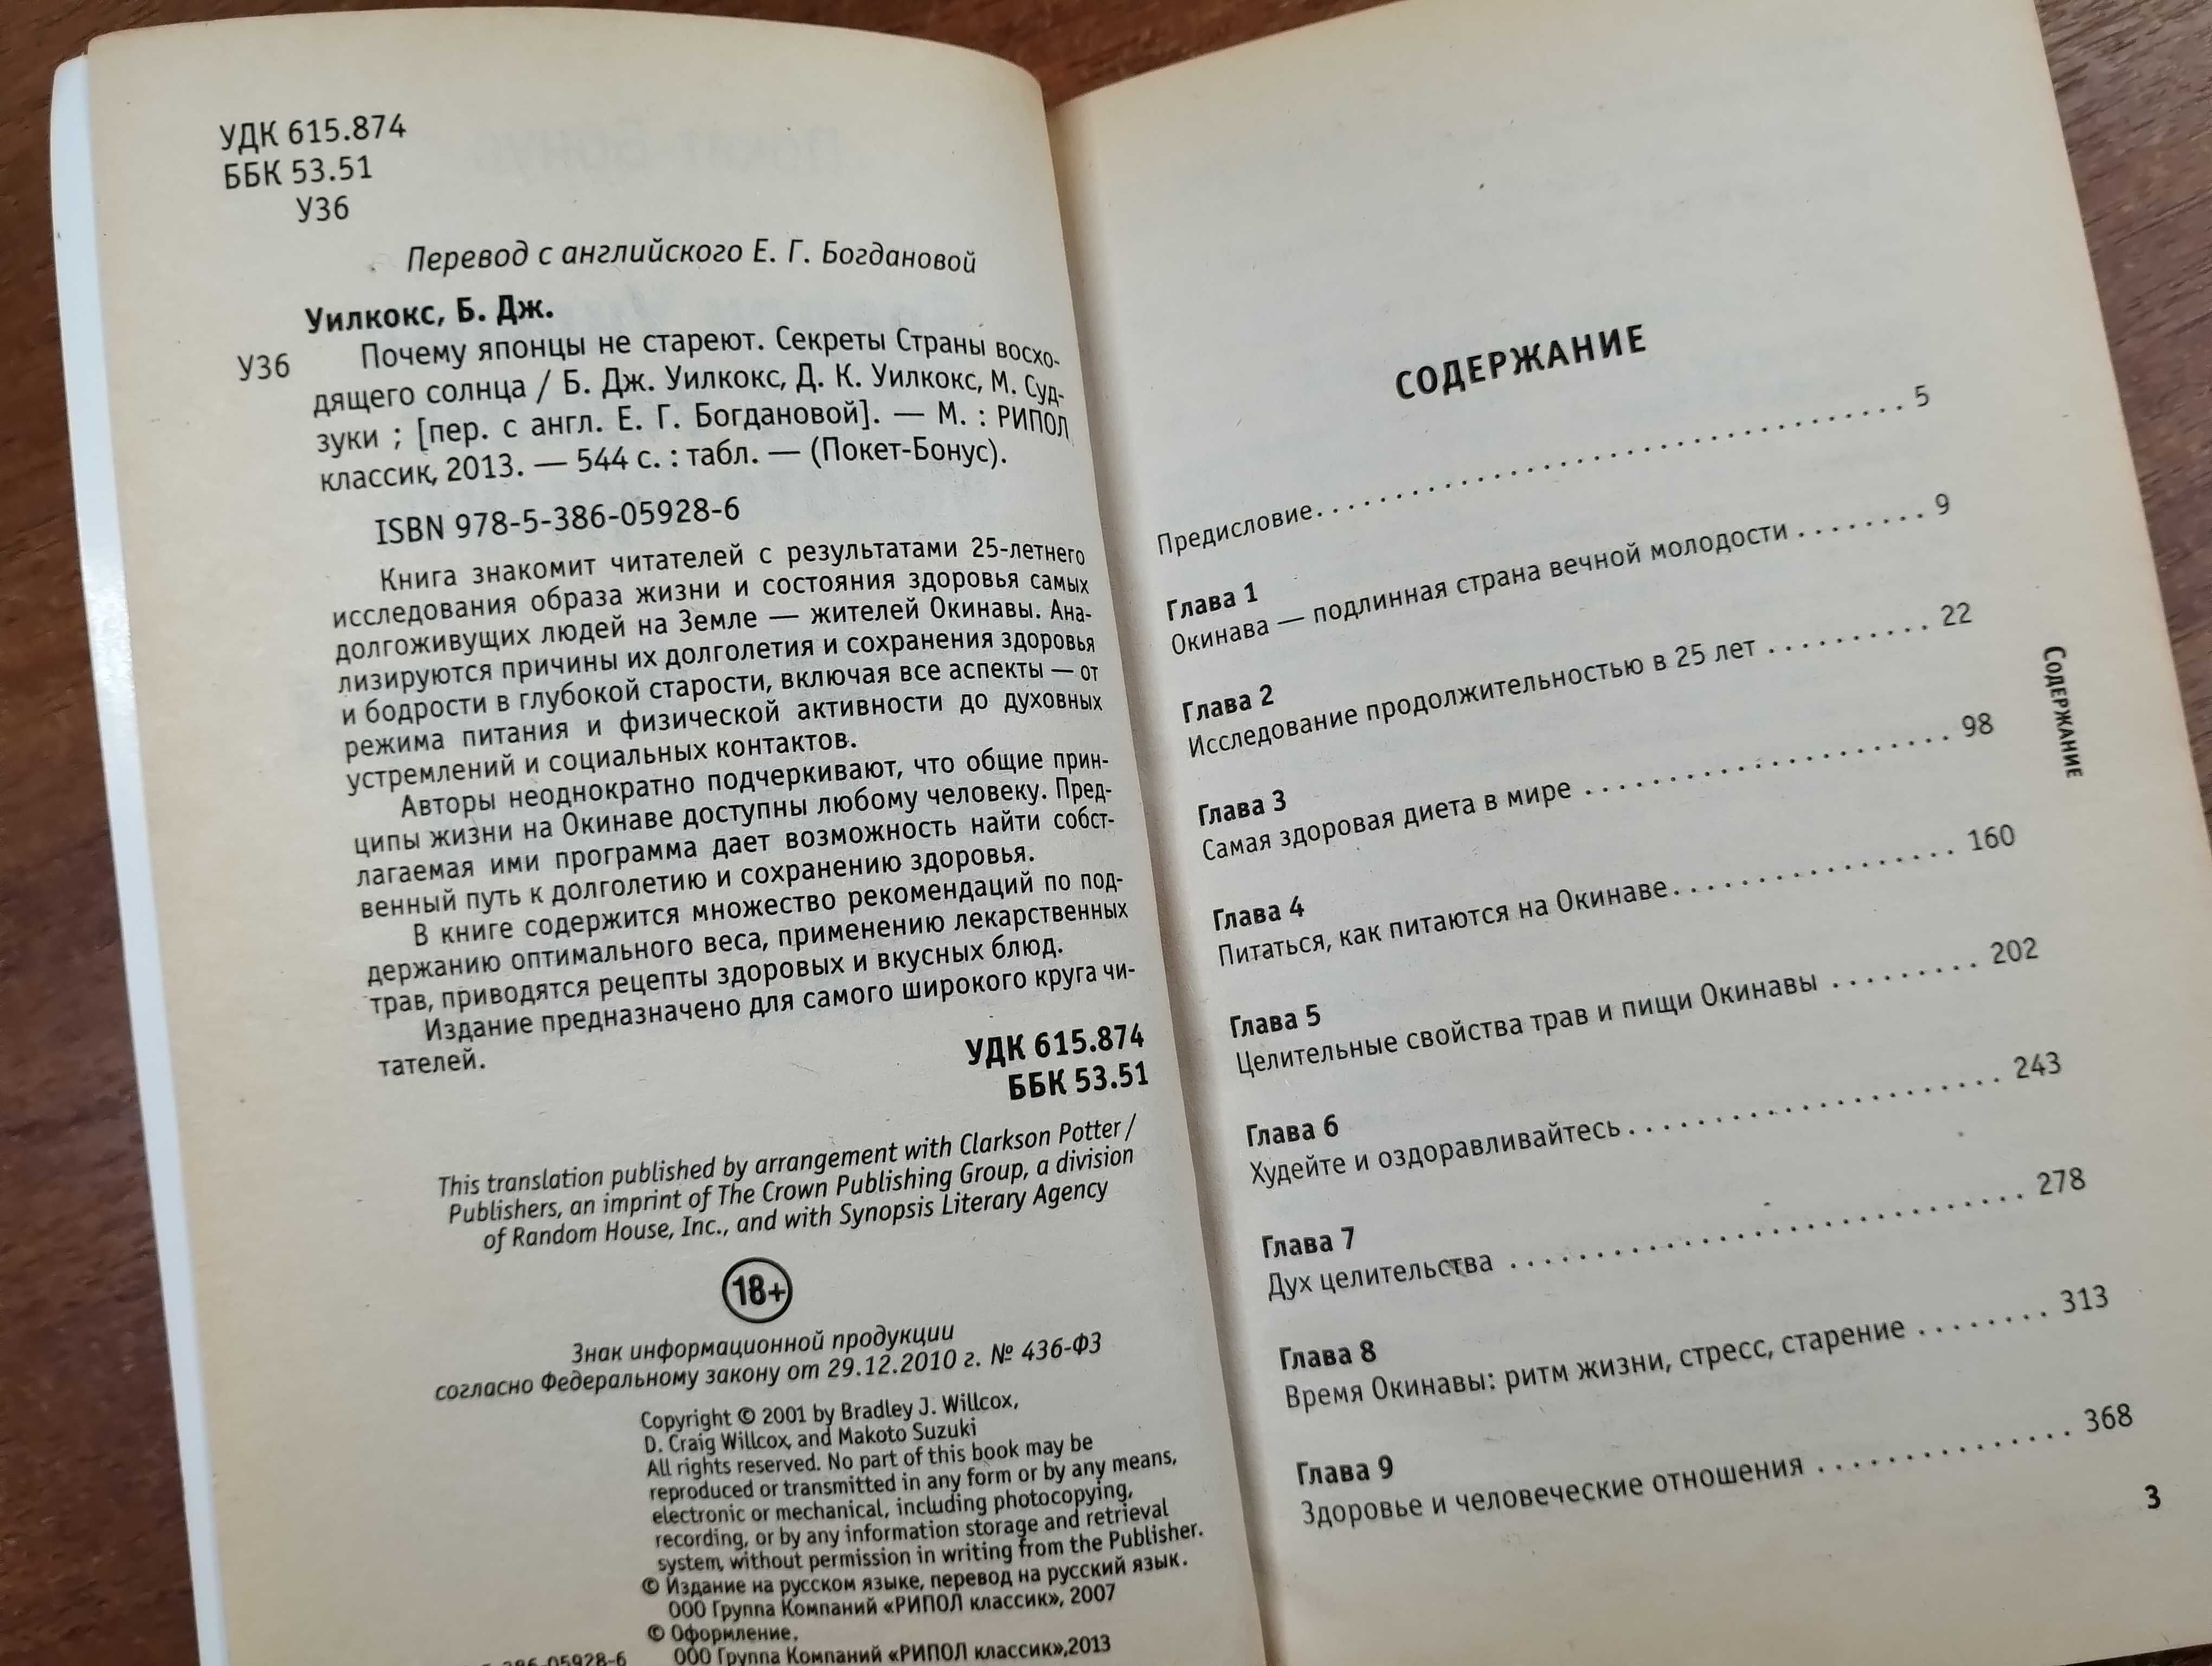 УДК 615.874
ББК 53.51
У36
Перевод с английского Е. Г. Богдановой
Уилкокс, Б. Дж.
У36 Почему японцы не стареют. Секреты Страны восхо-
дящего солнца / Б. Дж. Уилкокс, Д. К. Уилкокс, М. Суд-
зуки ; [пер. с англ. Е. Г. Богдановой]. — М. : РИПОЛ
классик, 2013. — 544 с. : табл. — (Покет-Бонус).
ISBN 978-5-386-05928-6
Книга знакомит читателей с результатами 25-летнего
исследования образа жизни и состояния здоровья самых
долгоживущих людей на Земле — жителей Окинавы. Ана-
лизируются причины их долголетия и сохранения здоровья
и бодрости в глубокой старости, включая все аспекты — от
режима питания и физической активности до духовных
устремлений и социальных контактов.
Авторы неоднократно подчеркивают, что общие прин-
ципы жизни на Окинаве доступны любому человеку. Пред-
лагаемая ими программа дает возможность найти собст-
венный путь к долголетию и сохранению здоровья.
В книге содержится множество рекомендаций по под-
держанию оптимального веса, применению лекарственных
трав, приводятся рецепты здоровых и вкусных блюд.
Издание предназначено для самого широкого круга чи-
тателей.
УДК 615.874
ББК 53.51
This translation published by arrangement with Clarkson Potter /
Publishers, an imprint of The Crown Publishing Group, a division
of Random House, Inc., and with Synopsis Literary Agency
18+
Знак информационной продукции
согласно Федеральному закону от 29.12.2010 г. № 436-ФЗ
Copyright © 2001 by Bradley J. Willcox,
D. Craig Willcox, and Makoto Suzuki
All rights reserved. No part of this book may be
reproduced or transmitted in any form or by any means,
electronic or mechanical, including photocopying,
recording, or by any information storage and retrieval
system, without permission in writing from the Publisher.
© Издание на русском языке, перевод на русский язык.
ООО Группа Компаний «РИПОЛ классик», 2007
© Оформление.
05928-6 ООО Группа Компаний «РИПОЛ классик»,2013
СОДЕРЖАНИЕ
Предисловие. . . . . . . . . . . . . . . . . . . . . . . . . . . . . . . . . . 5
Глава 1
Окинава — подлинная страна вечной молодости . . . . . . . . 9
Глава 2
Исследование продолжительностью в 25 лет . . . . . . . . . . 22
Глава 3
Самая здоровая диета в мире . . . . . . . . . . . . . . . . . . . . . 98
Глава 4
Питаться, как питаются на Окинаве. . . . . . . . . . . . . . . . 160
Глава 5
Целительные свойства трав и пищи Окинавы . . . . . . . . . 202
Глава 6
Худейте и оздоравливайтесь . . . . . . . . . . . . . . . . . . . . . 243
Глава 7
Дух целительства . . . . . . . . . . . . . . . . . . . . . . . . . . . . . 278
Глава 8
Время Окинавы: ритм жизни, стресс, старение . . . . . . . . 313
Глава 9
Здоровье и человеческие отношения . . . . . . . . . . . . . . 368
СОДЕРЖАНИЕ
3